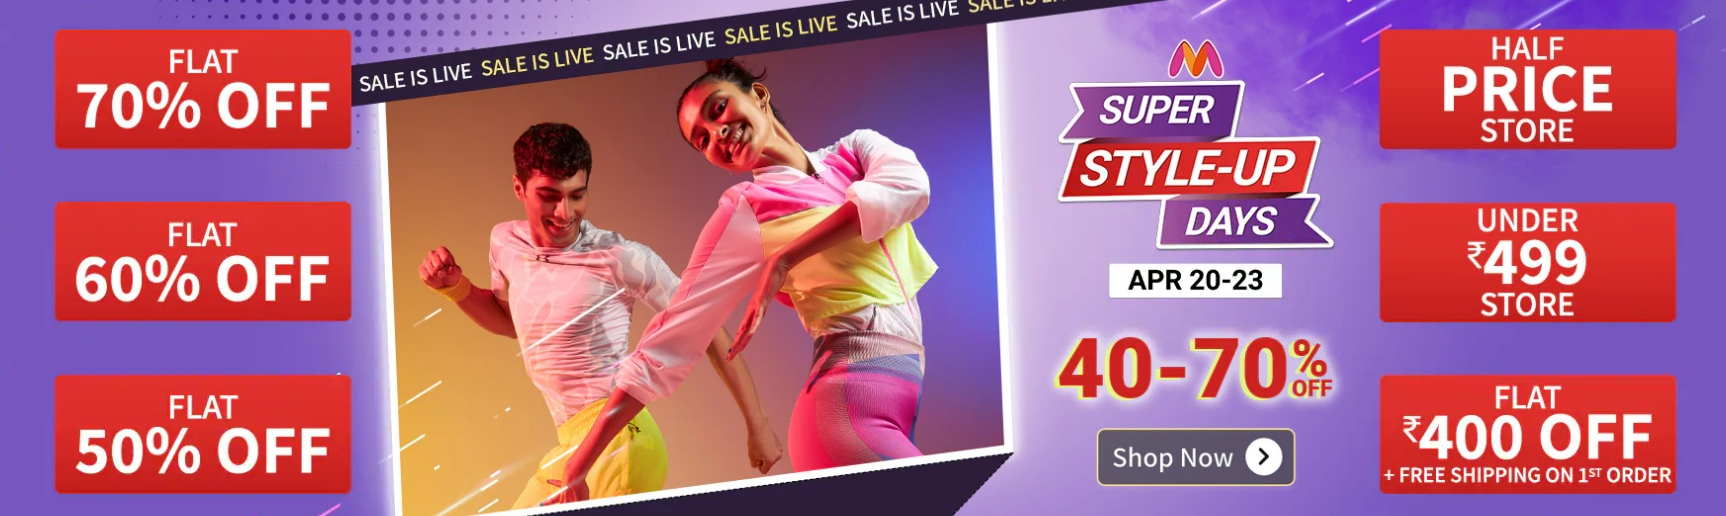 FLAT
70% OFF
FLAT
60% OFF
FLAT
50% OFF
SALE IS LIVE SALE IS LIVE SALE IS LIVE SALE IS LIVE SALE IS LIVE SALE IS
SUPER
STYLE-UP
DAYS
APR 20-23
40-70% OFF
Shop Now
HALF
PRICE
STORE
UNDER
₹499
STORE
FLAT
₹400 OFF
+ FREE SHIPPING ON 1ST ORDER